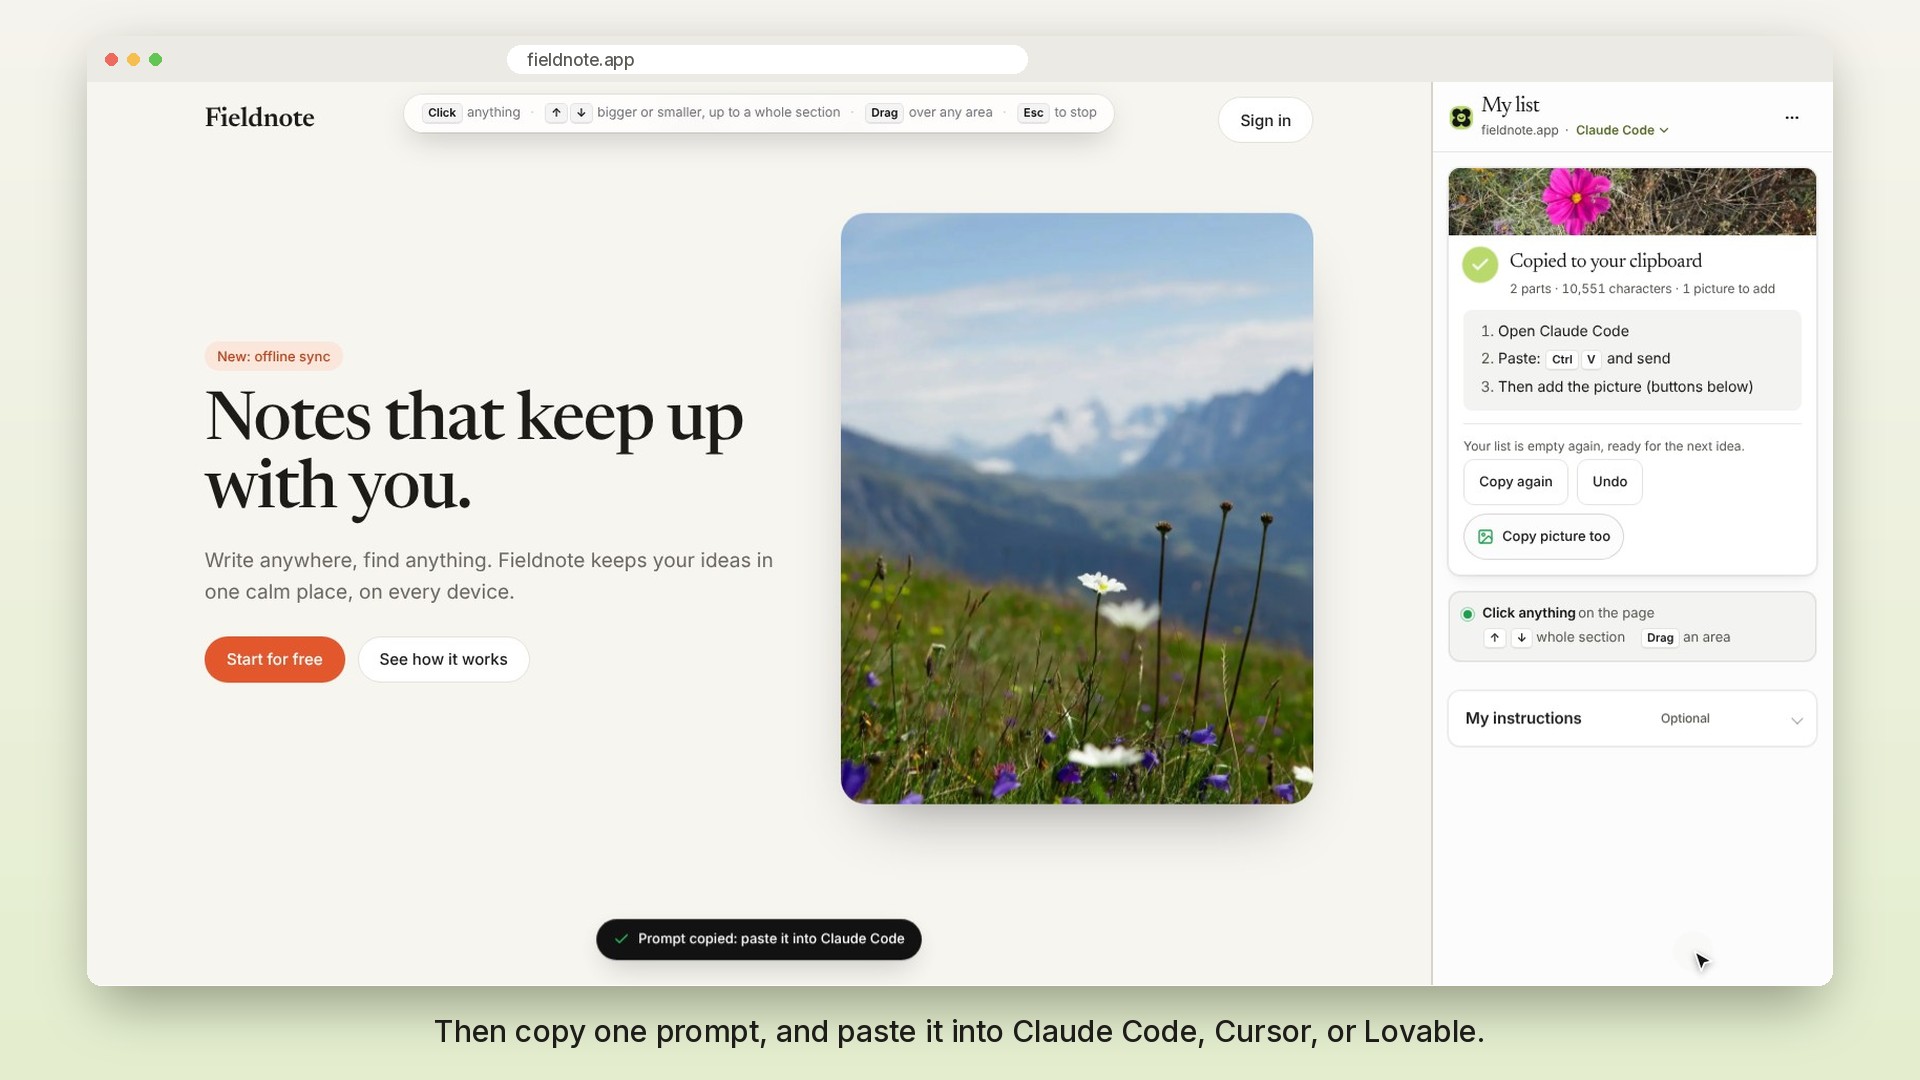 fieldnote.app
Fieldnote
Click anything · ↑ ↓ bigger or smaller, up to a whole section · Drag over any area · Esc to stop
Sign in
New: offline sync
Notes that keep up
with you.
Write anywhere, find anything. Fieldnote keeps your ideas in
one calm place, on every device.
Start for free
See how it works
Prompt copied: paste it into Claude Code
My list
fieldnote.app · Claude Code
Copied to your clipboard
2 parts · 10,551 characters · 1 picture to add
1. Open Claude Code
2. Paste: Ctrl V and send
3. Then add the picture (buttons below)
Your list is empty again, ready for the next idea.
Copy again
Undo
Copy picture too
Click anything on the page
↑ ↓ whole section Drag an area
My instructions
Optional
Then copy one prompt, and paste it into Claude Code, Cursor, or Lovable.